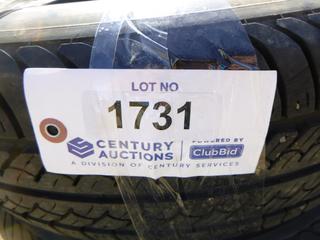 LOT NO
1731
CENTURY AUCTIONS
POWERED BY
ClubBid
A DIVISION OF CENTURY SERVICES